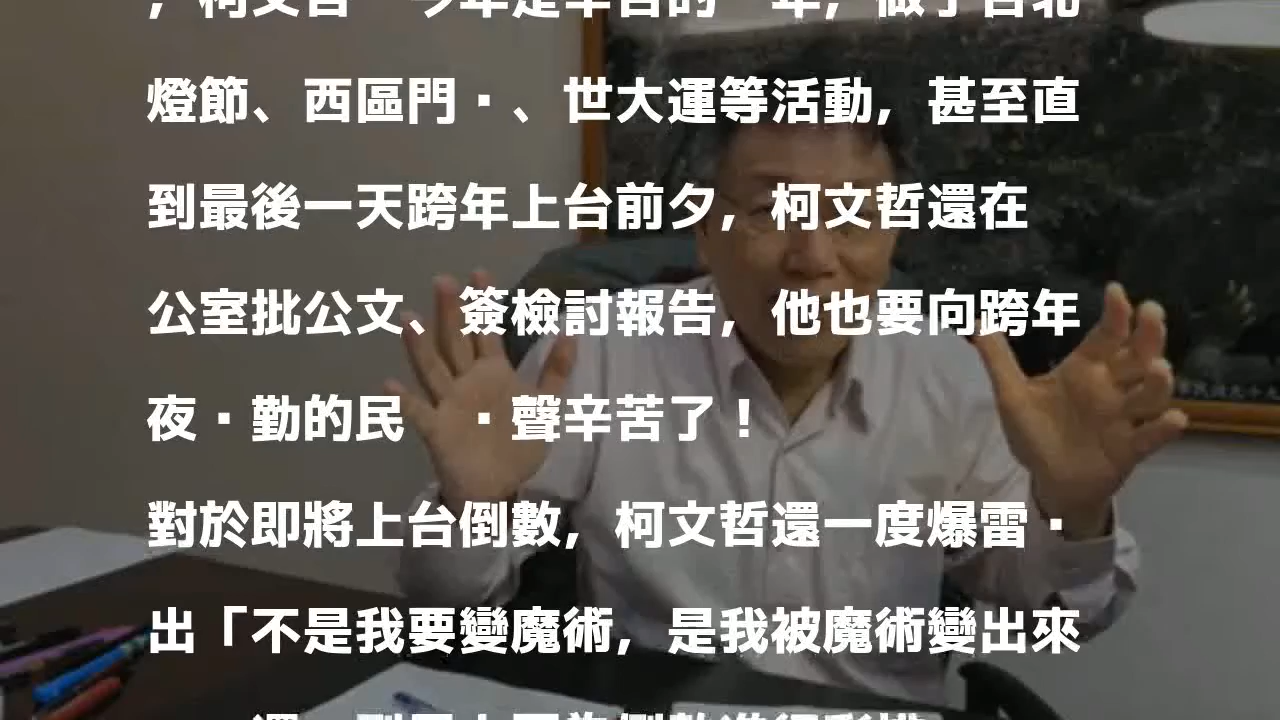 燈節、西區門▪、世大運等活動，甚至直
到最後一天跨年上台前夕，柯文哲還在
公室批公文、簽檢討報告，他也要向跨年
夜▪勤的民　▪聲辛苦了！
對於即將上台倒數，柯文哲還一度爆雷▪
出「不是我要變魔術，是我被魔術變出來